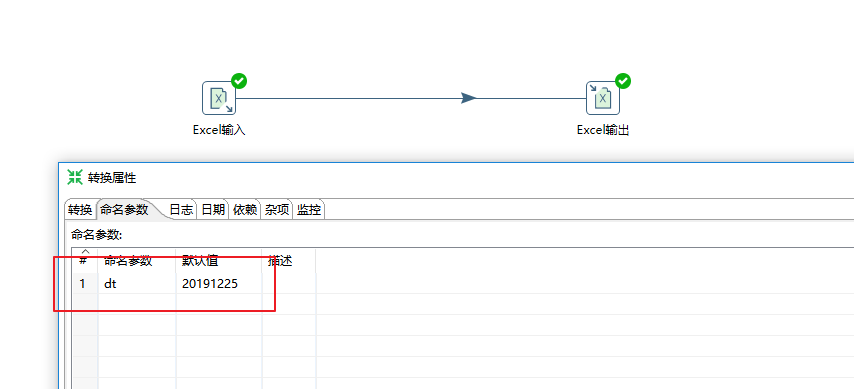 Excel输入 Excel输出
转换属性
转换 命名参数 日志 日期 依赖 杂项 监控
命名参数:
# 命名参数 默认值 描述
1 dt 20191225